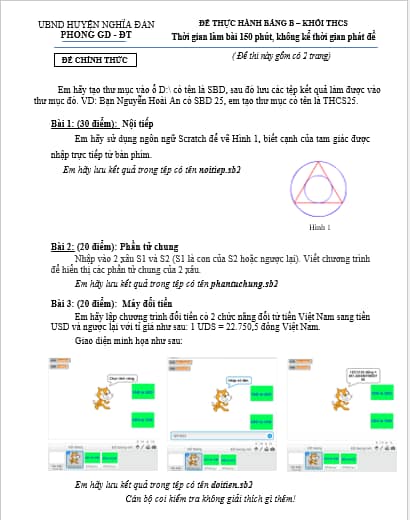 UBND HUYỆN NGHĨA ĐAN
PHÒNG GD - ĐT
ĐỀ CHÍNH THỨC
ĐỀ THỰC HÀNH BẢNG B – KHỐI THCS
Thời gian làm bài 150 phút, không kể thời gian phát đề
( Đề thi này gồm có 2 trang)
Em hãy tạo thư mục vào ổ D:\ có tên là SBD, sau đó lưu các tệp kết quả làm được vào
thư mục đó. VD: Bạn Nguyễn Hoài An có SBD 25, em tạo thư mục có tên là THCS25.
Bài 1: (30 điểm): Nội tiếp
Em hãy sử dụng ngôn ngữ Scratch để vẽ Hình 1, biết cạnh của tam giác được
nhập trực tiếp từ bàn phím.
Em hãy lưu kết quả trong tệp có tên noitiep.sb2
Hình 1
Bài 2: (20 điểm): Phần tử chung
Nhập vào 2 xâu S1 và S2 (S1 là con của S2 hoặc ngược lại). Viết chương trình
để hiển thị các phần tử chung của 2 xâu.
Em hãy lưu kết quả trong tệp có tên phantuchung.sb2
Bài 3: (20 điểm): Máy đổi tiền
Em hãy lập chương trình đổi tiền có 2 chức năng đổi từ tiền Việt Nam sang tiền
USD và ngược lại với tỉ giá như sau: 1 UDS = 22.750,5 đồng Việt Nam.
Giao diện minh họa như sau:
Em hãy lưu kết quả trong tệp có tên doitien.sb2
Cán bộ coi kiểm tra không giải thích gì thêm!